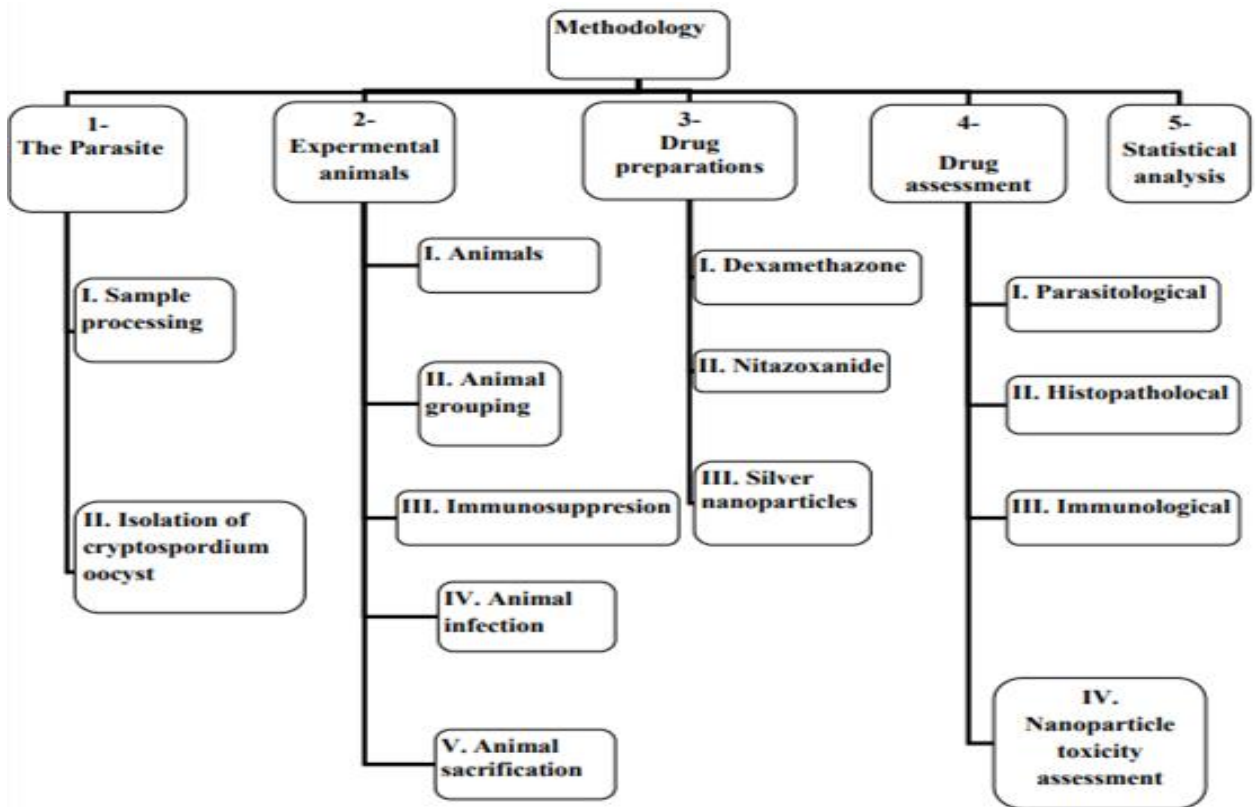 Methodology
1-
The Parasite
2-
Expermental
animals
3-
Drug
preparations
4-
Drug
assessment
5-
Statistical
analysis
I. Sample
processing
II. Isolation of
cryptospordium
oocyst
I. Animals
II. Animal
grouping
III. Immunosuppresion
IV. Animal
infection
V. Animal
sacrification
I. Dexamethazone
II. Nitazoxanide
III. Silver
nanoparticles
I. Parasitological
II. Histopatholocal
III. Immunological
IV.
Nanoparticle
toxicity
assessment